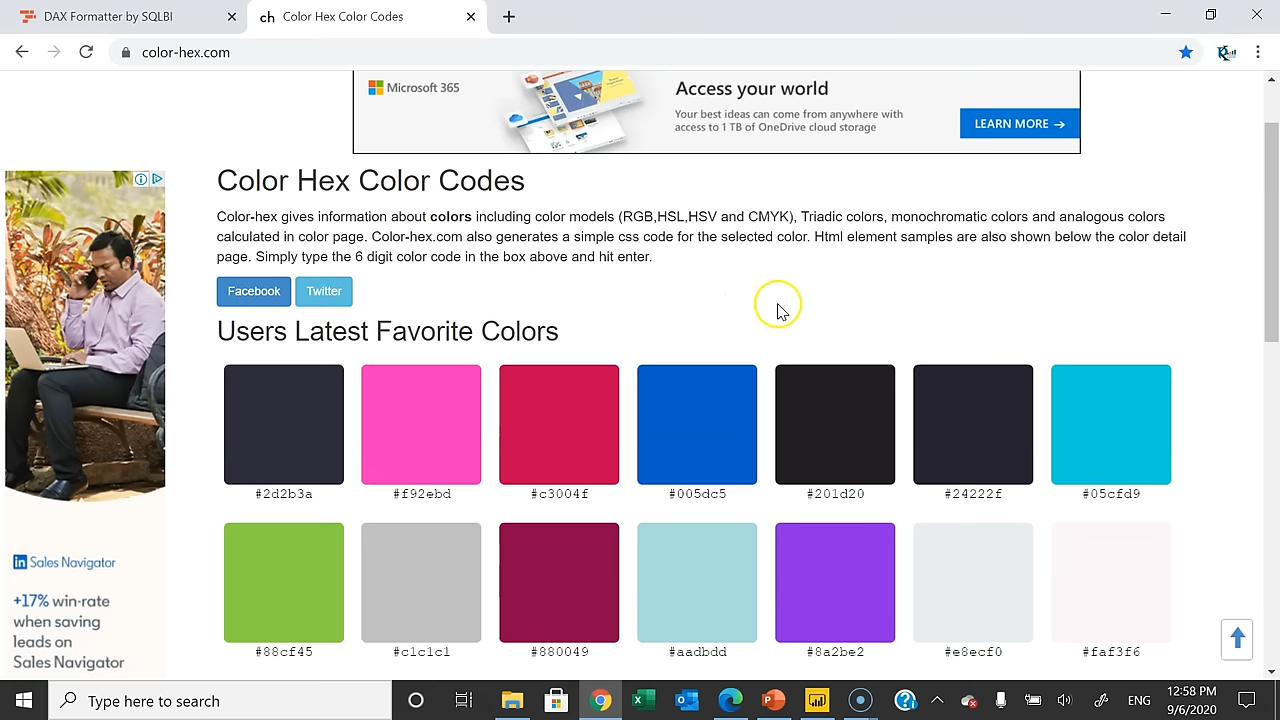 DAX Formatter by SQLBI
ch Color Hex Color Codes
color-hex.com
Microsoft 365
Access your world
Your best ideas can come from anywhere with
access to 1 TB of OneDrive cloud storage
LEARN MORE →
Color Hex Color Codes
Color-hex gives information about colors including color models (RGB,HSL,HSV and CMYK), Triadic colors, monochromatic colors and analogous colors
calculated in color page. Color-hex.com also generates a simple css code for the selected color. Html element samples are also shown below the color detail
page. Simply type the 6 digit color code in the box above and hit enter.
Facebook Twitter
Users Latest Favorite Colors
#2d2b3a #f92ebd #c3004f #005dc5 #201d20 #24222f #05cfd9
#88cf45 #c1c1c1 #880049 #aadbdd #8a2be2 #e8ecf0 #faf3f6
in Sales Navigator
+17% win-rate
when saving
leads on
Sales Navigator
Type here to search
ENG
12:58 PM
9/6/2020